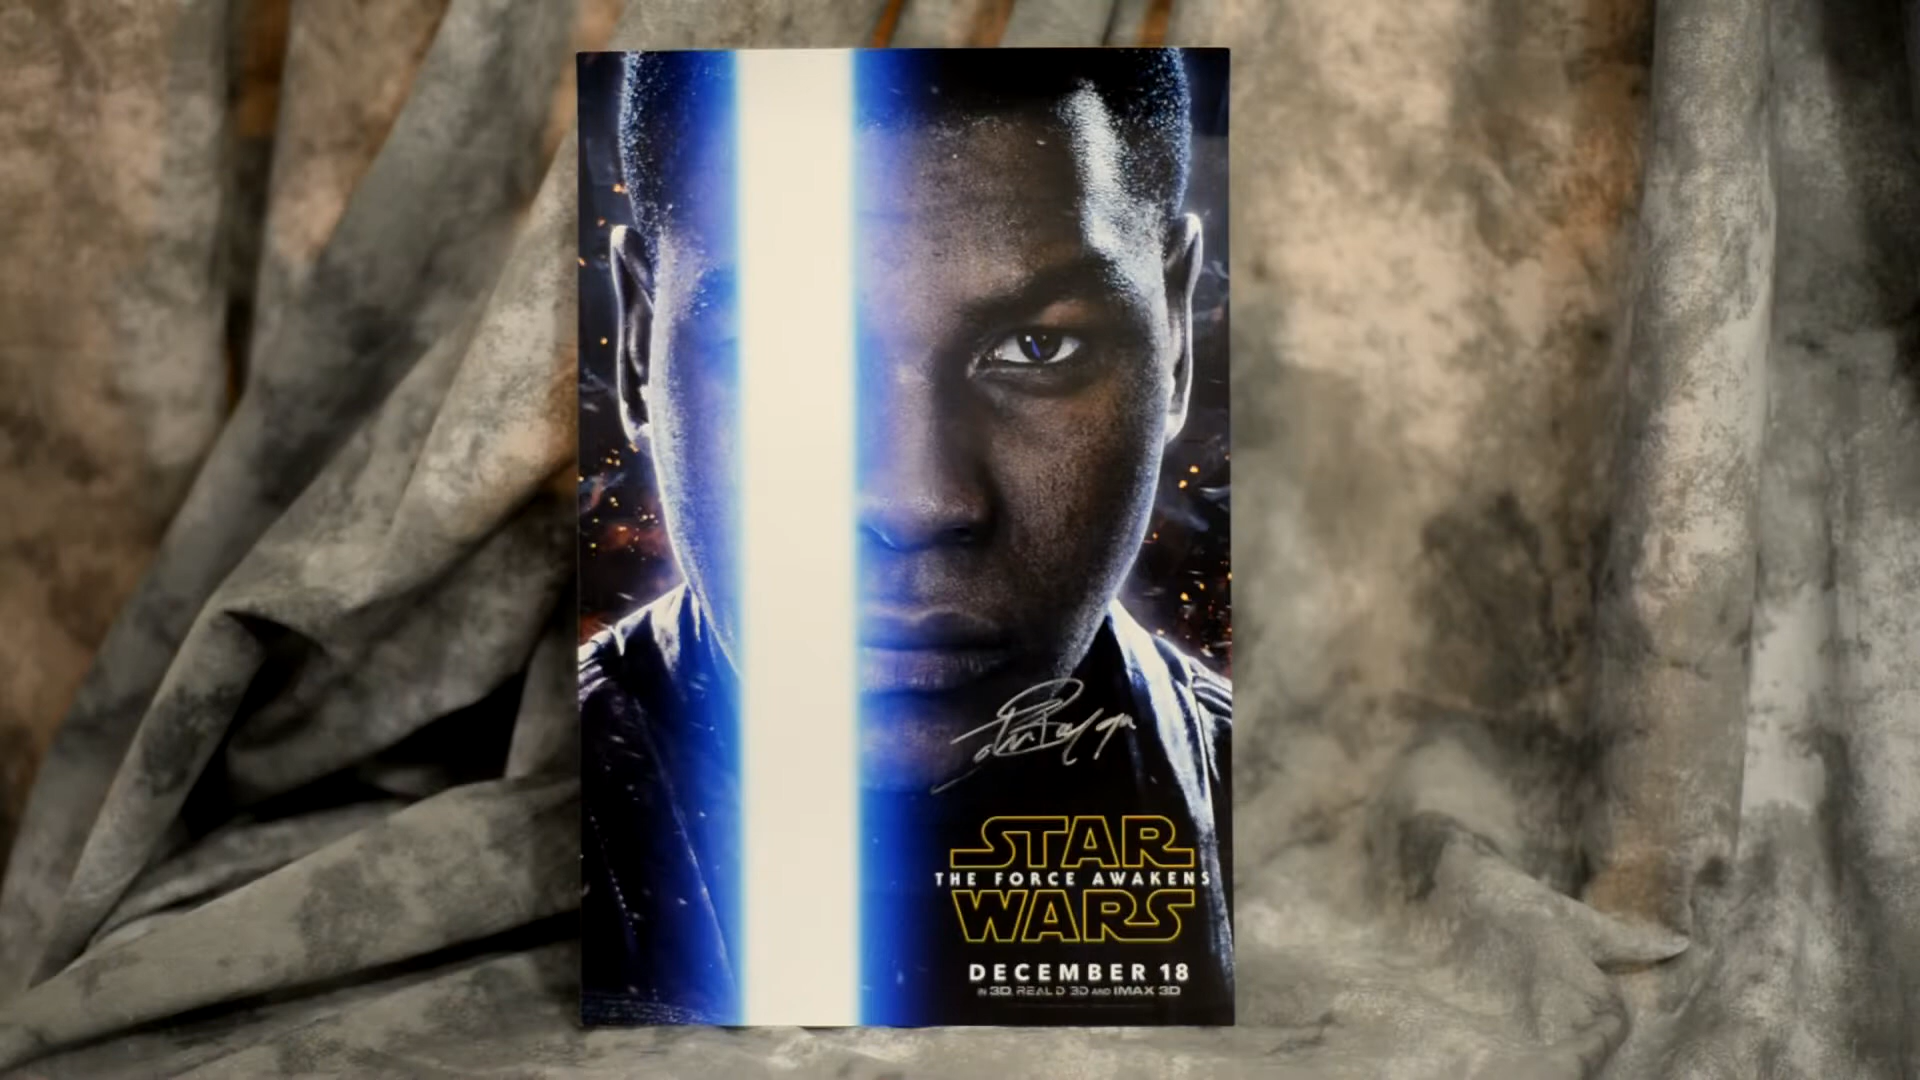 STAR
THE FORCE AWAKENS
WARS
DECEMBER 18
IN 3D, REAL D 3D AND IMAX 3D